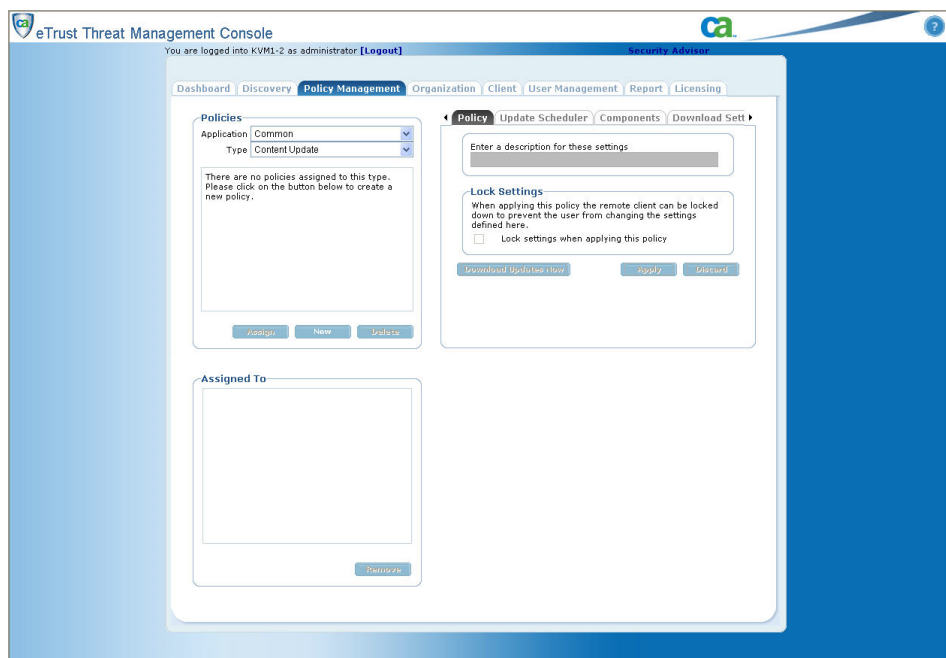 ca
eTrust Threat Management Console
ca
?
You are logged into KVM1-2 as administrator [Logout]
Security Advisor
Dashboard
Discovery
Policy Management
Organization
Client
User Management
Report
Licensing
Policies
Application Common
Type Content Update
There are no policies assigned to this type.
Please click on the button below to create a
new policy.
Assign New Delete
Policy
Update Scheduler
Components
Download Sett
Enter a description for these settings
Lock Settings
When applying this policy the remote client can be locked
down to prevent the user from changing the settings
defined here.
Lock settings when applying this policy
Download Updates Now Apply Discard
Assigned To
Remove